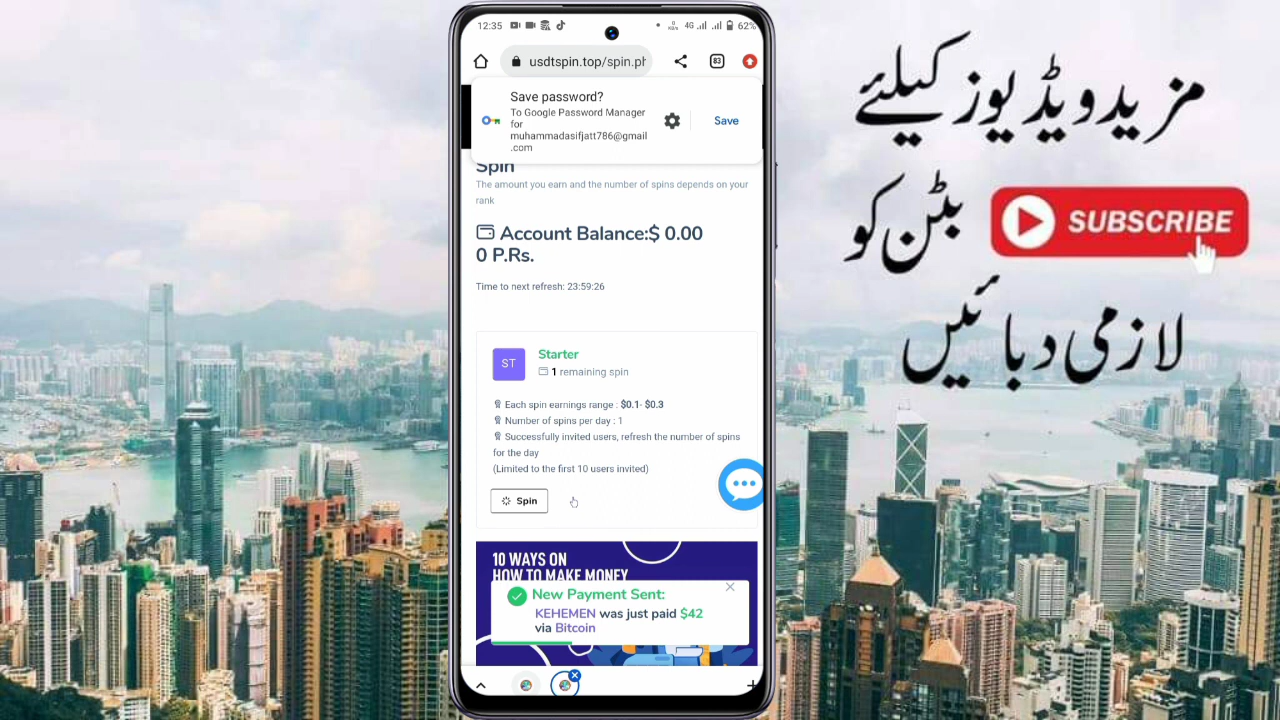 12:35
4G
62%
usdtspin.top/spin.ph
83
Save password?
To Google Password Manager
for
muhammadasifjatt786@gmail
.com
Save
Spin
The amount you earn and the number of spins depends on your
rank
Account Balance:$ 0.00
0 P.Rs.
Time to next refresh: 23:59:26
ST
Starter
1 remaining spin
Each spin earnings range : $0.1- $0.3
Number of spins per day : 1
Successfully invited users, refresh the number of spins
for the day
(Limited to the first 10 users invited)
Spin
10 WAYS ON
HOW TO MAKE MONEY
New Payment Sent:
KEHEMEN was just paid $42
via Bitcoin
مزید ویڈیوز کیلئے
SUBSCRIBE بٹن کو
لازمی دبائیں